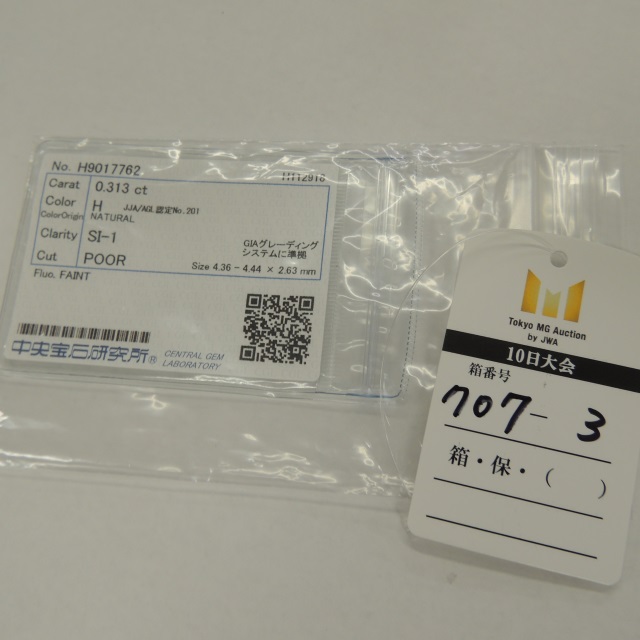 No. H9017762
H112916
Carat 0.313 ct
Color H JJA/AGL認定No.201
ColorOrigin NATURAL
Clarity SI-1
GIAグレーディング
システムに準拠
Cut POOR
Size 4.36 - 4.44 × 2.63 mm
Fluo. FAINT
中央宝石研究所®
CENTRAL GEM
LABORATORY
Tokyo MG Auction
by JWA
10日大会
箱番号
707-3
箱・保・( )